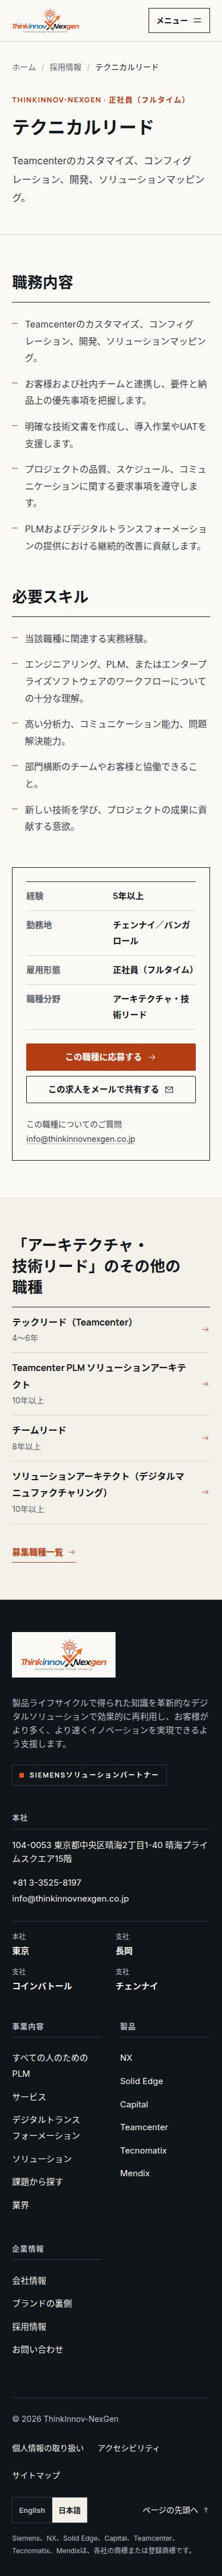 ThinkinnovXNexgen
メニュー
ホーム / 採用情報 / テクニカルリード
THINKINNOV-NEXGEN · 正社員（フルタイム）
テクニカルリード
Teamcenterのカスタマイズ、コンフィグ
レーション、開発、ソリューションマッピン
グ。
職務内容
Teamcenterのカスタマイズ、コンフィグ
レーション、開発、ソリューションマッピン
グ。
お客様および社内チームと連携し、要件と納
品上の優先事項を把握します。
明確な技術文書を作成し、導入作業やUATを
支援します。
プロジェクトの品質、スケジュール、コミュ
ニケーションに関する要求事項を遵守しま
す。
PLMおよびデジタルトランスフォーメーショ
ンの提供における継続的改善に貢献します。
必要スキル
当該職種に関連する実務経験。
エンジニアリング、PLM、またはエンタープ
ライズソフトウェアのワークフローについて
の十分な理解。
高い分析力、コミュニケーション能力、問題
解決能力。
部門横断のチームやお客様と協働できるこ
と。
新しい技術を学び、プロジェクトの成果に貢
献する意欲。
経験 5年以上
勤務地 チェンナイ／バンガ
ロール
雇用形態 正社員（フルタイム）
職種分野 アーキテクチャ・技
術リード
この職種に応募する →
この求人をメールで共有する
この職種についてのご質問
info@thinkinnovnexgen.co.jp
「アーキテクチャ・
技術リード」のその他の
職種
テックリード（Teamcenter）
4〜6年
→
Teamcenter PLM ソリューションアーキテ
クト
10年以上
→
チームリード
8年以上
→
ソリューションアーキテクト（デジタルマ
ニュファクチャリング）
10年以上
→
募集職種一覧 →
ThinkinnovXNexgen
製品ライフサイクルで得られた知識を革新的なデジ
タルソリューションで効果的に再利用し、お客様が
より多く、より速くイノベーションを実現できるよ
う支援します。
SIEMENSソリューションパートナー
本社
104-0053 東京都中央区晴海2丁目1-40 晴海プライ
ムスクエア15階
+81 3-3525-8197
info@thinkinnovnexgen.co.jp
本社 支社
東京 長岡
支社 支社
コインバトール チェンナイ
事業内容
すべての人のための
PLM
サービス
デジタルトランス
フォーメーション
ソリューション
課題から探す
業界
製品
NX
Solid Edge
Capital
Teamcenter
Tecnomatix
Mendix
企業情報
会社情報
ブランドの裏側
採用情報
お問い合わせ
© 2026 ThinkInnov-NexGen
個人情報の取り扱い アクセシビリティ
サイトマップ
English 日本語 ページの先頭へ ↑
Siemens、NX、Solid Edge、Capital、Teamcenter、
Tecnomatix、Mendixは、各社の商標または登録商標です。